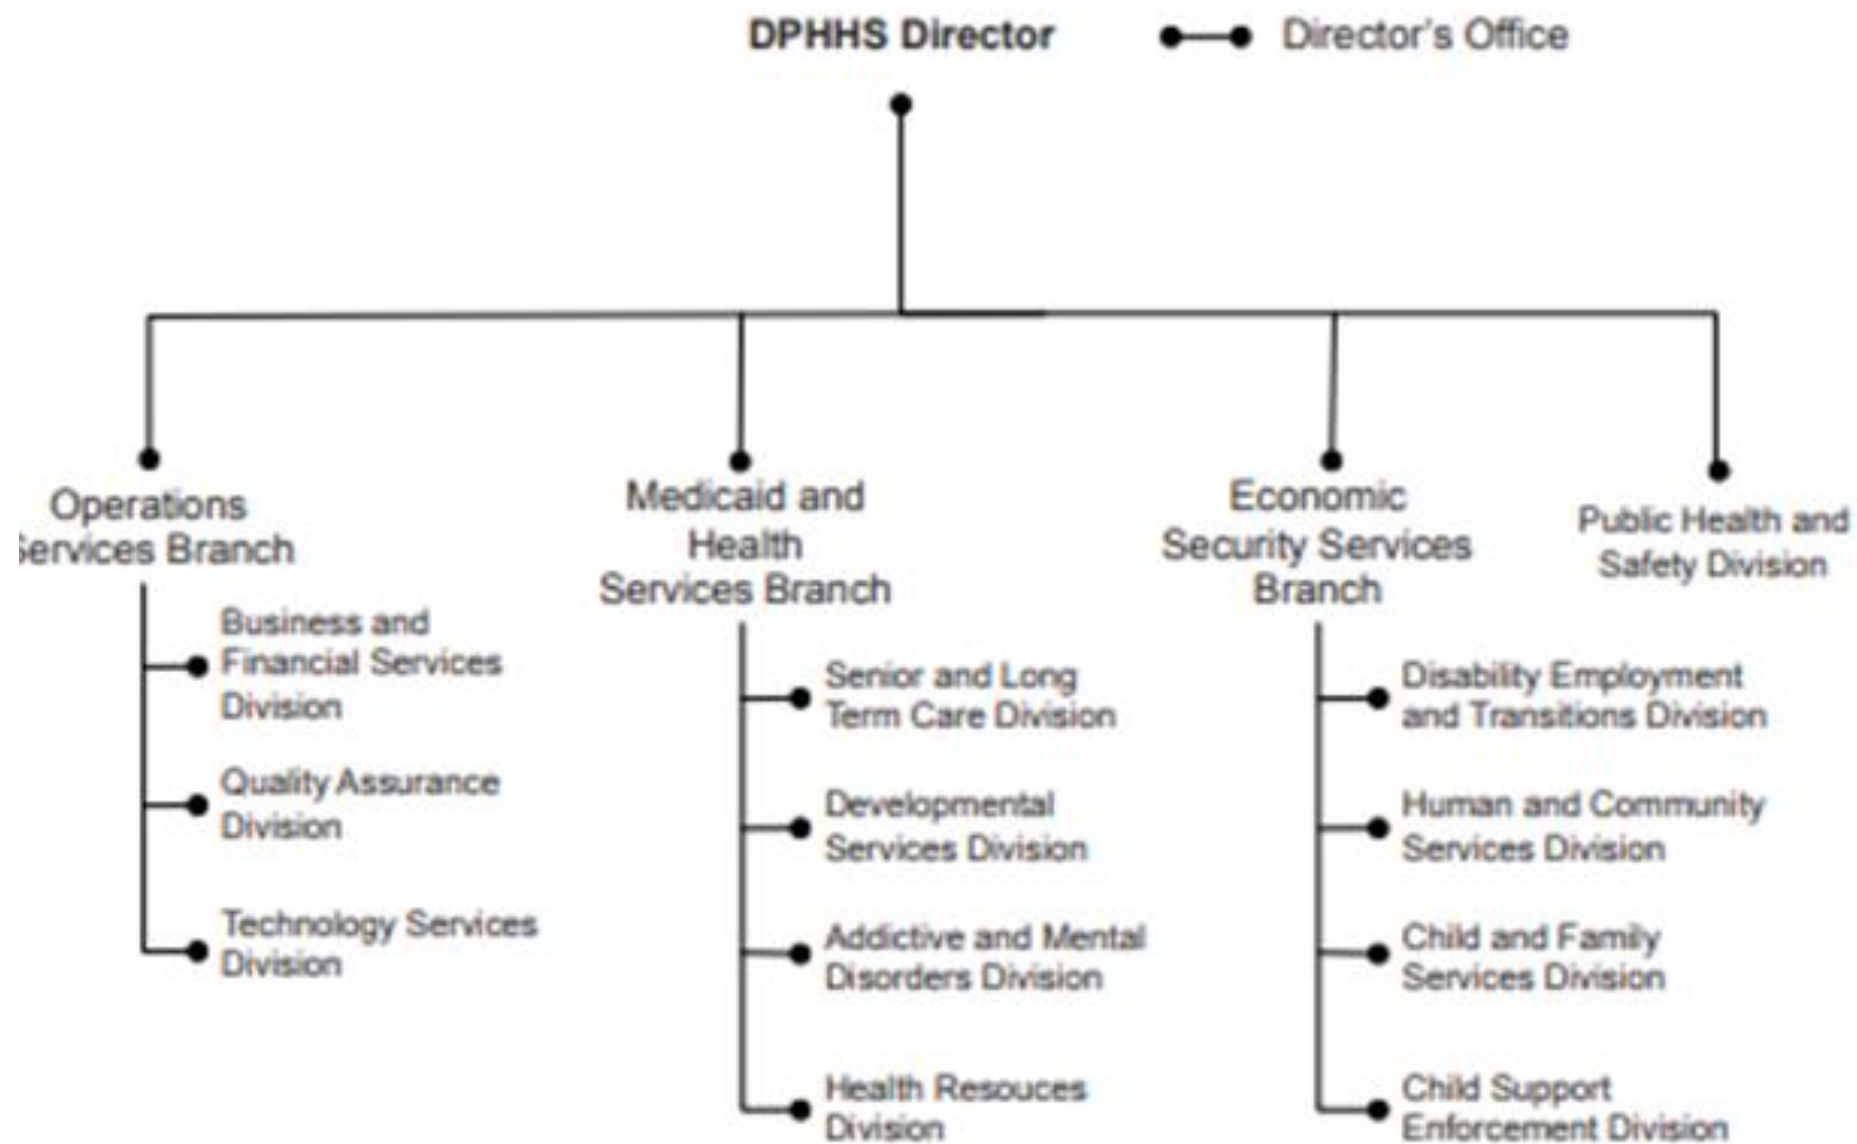 DPHHS Director
Director's Office
Operations
Services Branch
Business and
Financial Services
Division
Quality Assurance
Division
Technology Services
Division
Medicaid and
Health
Services Branch
Senior and Long
Term Care Division
Developmental
Services Division
Addictive and Mental
Disorders Division
Health Resouces
Division
Economic
Security Services
Branch
Disability Employment
and Transitions Division
Human and Community
Services Division
Child and Family
Services Division
Child Support
Enforcement Division
Public Health and
Safety Division